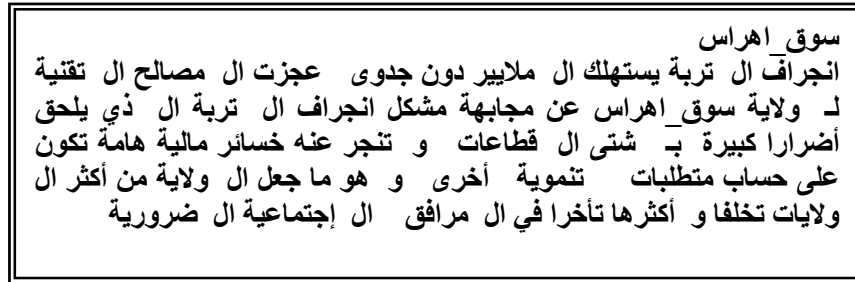 سوق_اهراس
انجراف ال تربة يستهلك ال ملايير دون جدوى عجزت ال مصالح ال تقنية
لـ ولاية سوق_اهراس عن مجابهة مشكل انجراف ال تربة ال ذي يلحق
أضرارا كبيرة بـ شتى ال قطاعات و تنجر عنه خسائر مالية هامة تكون
على حساب متطلبات تنموية أخرى و هو ما جعل ال ولاية من أكثر ال
ولايات تخلفا و أكثرها تأخرا في ال مرافق ال إجتماعية ال ضرورية